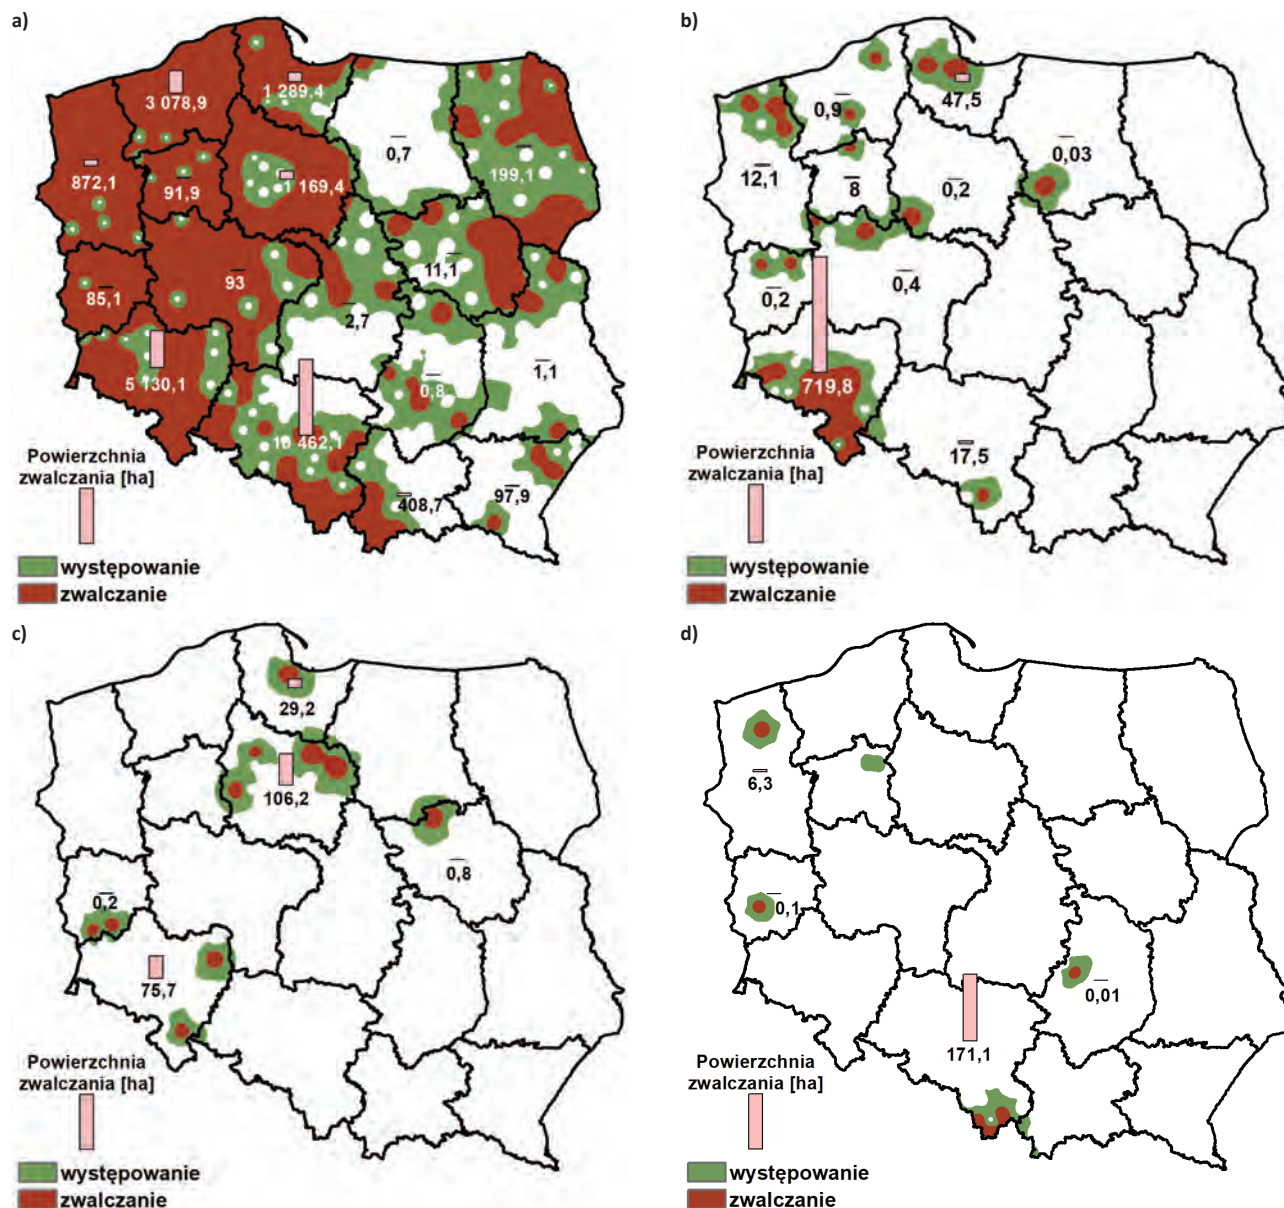 a)
3 078,9
1 289,4
0,7
199,1
872,1
91,9
1 169,4
11,1
93
85,1
2,7
5 130,1
0,8
1,1
10 462,1
408,7
97,9
Powierzchnia
zwalczania [ha]
występowanie
zwalczanie
b)
0,9
47,5
0,03
12,1
8
0,2
0,2
0,4
719,8
17,5
Powierzchnia
zwalczania [ha]
występowanie
zwalczanie
c)
29,2
106,2
0,8
0,2
75,7
Powierzchnia
zwalczania [ha]
występowanie
zwalczanie
d)
6,3
0,1
0,01
171,1
Powierzchnia
zwalczania [ha]
występowanie
zwalczanie